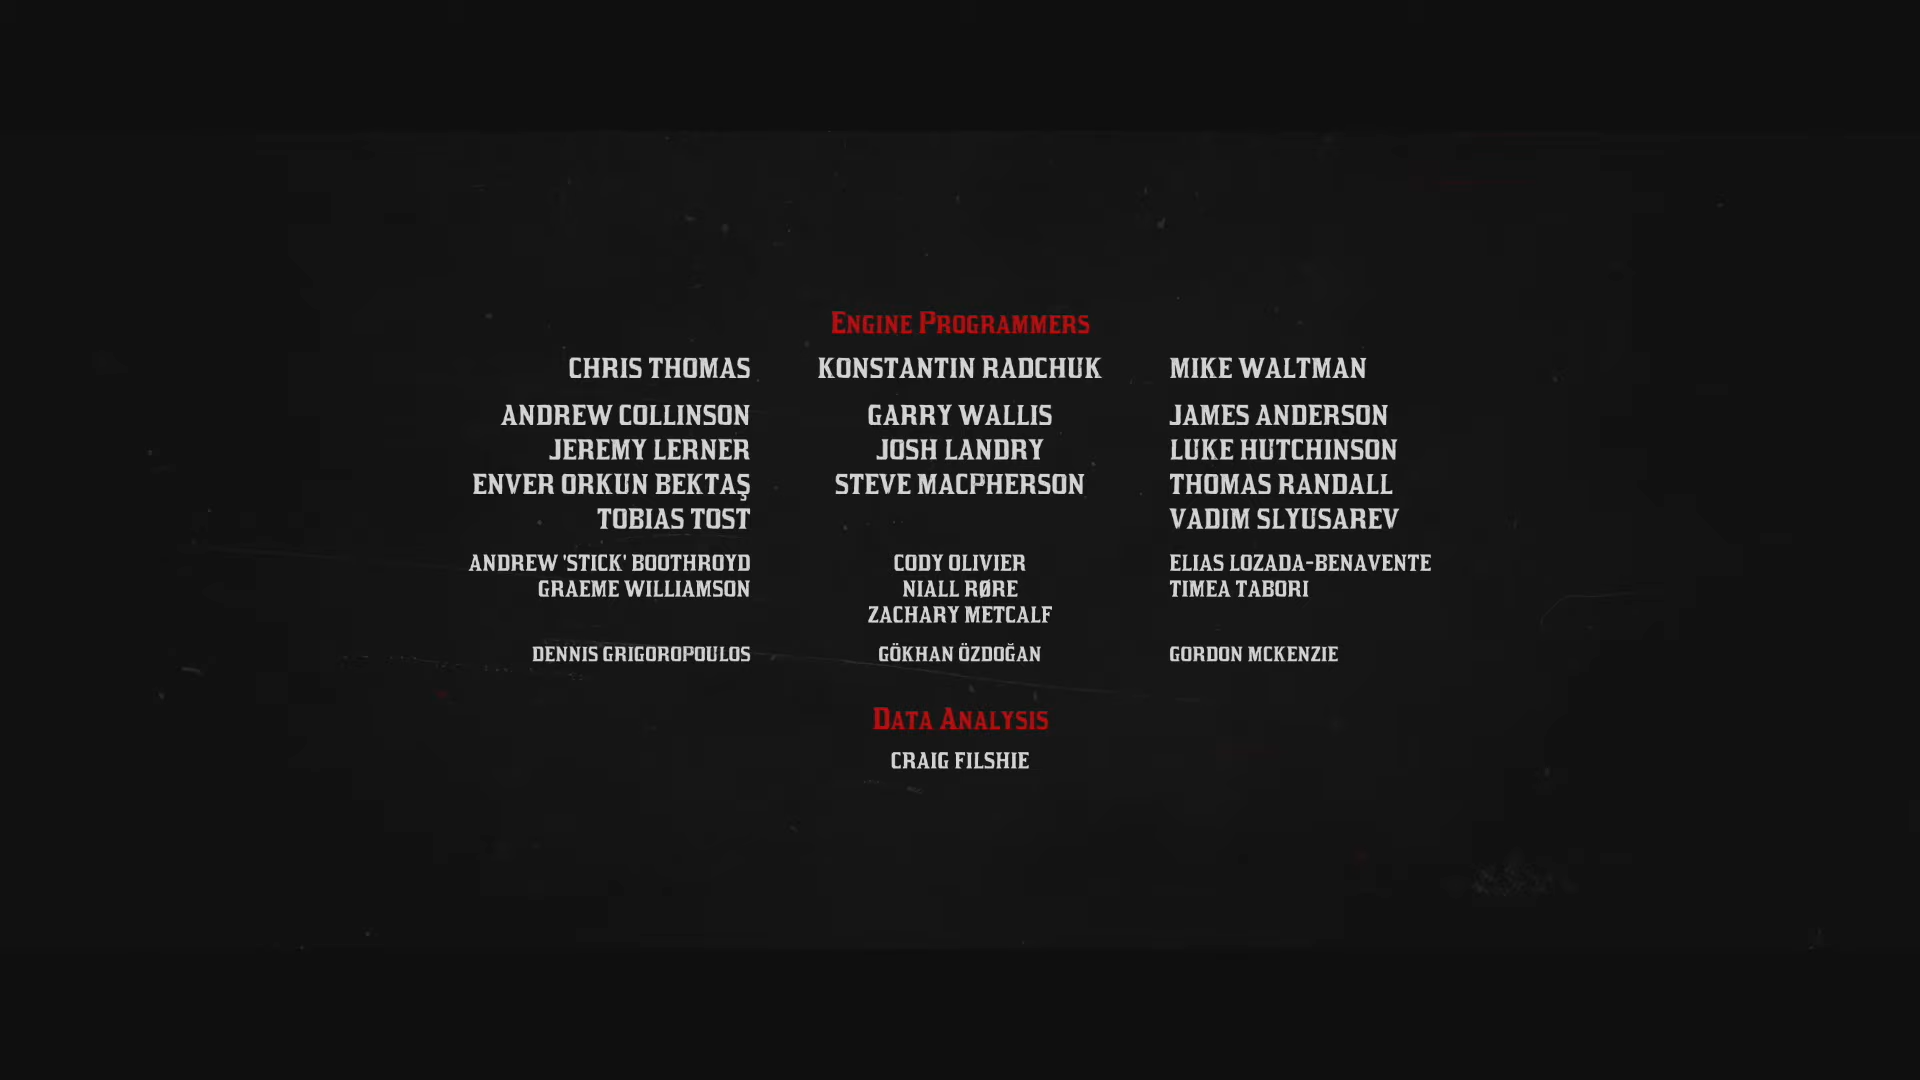 Engine Programmers
CHRIS THOMAS KONSTANTIN RADCHUK MIKE WALTMAN
ANDREW COLLINSON GARRY WALLIS JAMES ANDERSON
JEREMY LERNER JOSH LANDRY LUKE HUTCHINSON
ENVER ORKUN BEKTAŞ STEVE MACPHERSON THOMAS RANDALL
TOBIAS TOST VADIM SLYUSAREV
ANDREW 'STICK' BOOTHROYD CODY OLIVIER ELIAS LOZADA-BENAVENTE
GRAEME WILLIAMSON NIALL RØRE TIMEA TABORI
ZACHARY METCALF
DENNIS GRIGOROPOULOS GÖKHAN ÖZDOĞAN GORDON MCKENZIE
Data Analysis
CRAIG FILSHIE